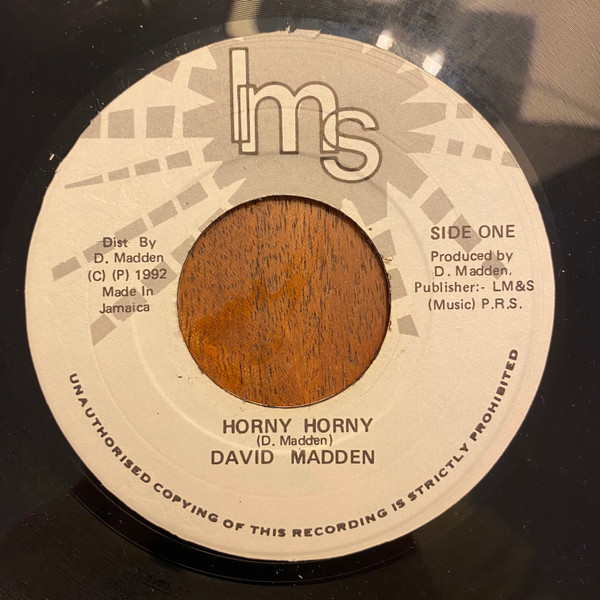 lms
Dist By
D. Madden
(C) (P) 1992
Made In
Jamaica
SIDE ONE
Produced by
D. Madden.
Publisher:- LM&S
(Music) P.R.S.
HORNY HORNY
(D. Madden)
DAVID MADDEN
UNAUTHORISED COPYING OF THIS RECORDING IS STRICTLY PROHIBITED